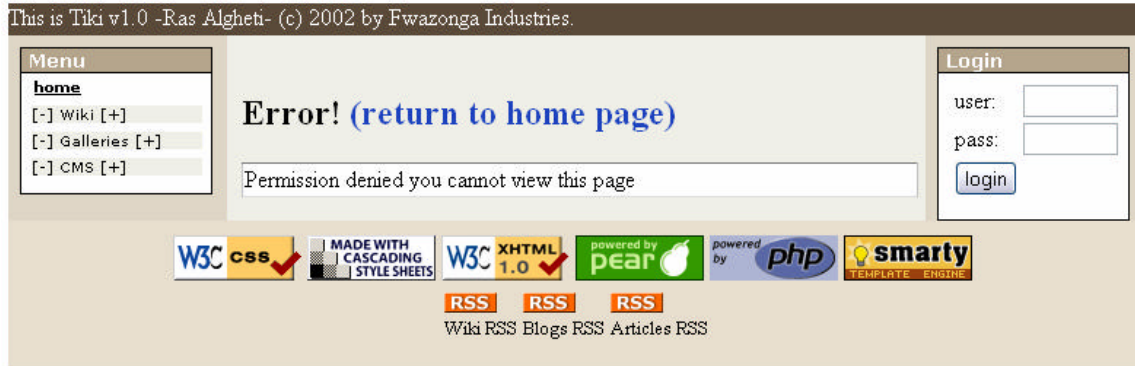 This is Tiki v1.0 -Ras Algheti- (c) 2002 by Fwazonga Industries.
Menu
home
[-] Wiki [+]
[-] Galleries [+]
[-] CMS [+]
Error! (return to home page)
Permission denied you cannot view this page
Login
user:
pass:
login
W3C css
MADE WITH
CASCADING
STYLE SHEETS
W3C XHTML
1.0
powered by
pear
powered
by
php
smarty
TEMPLATE ENGINE
RSS RSS RSS
Wiki RSS Blogs RSS Articles RSS